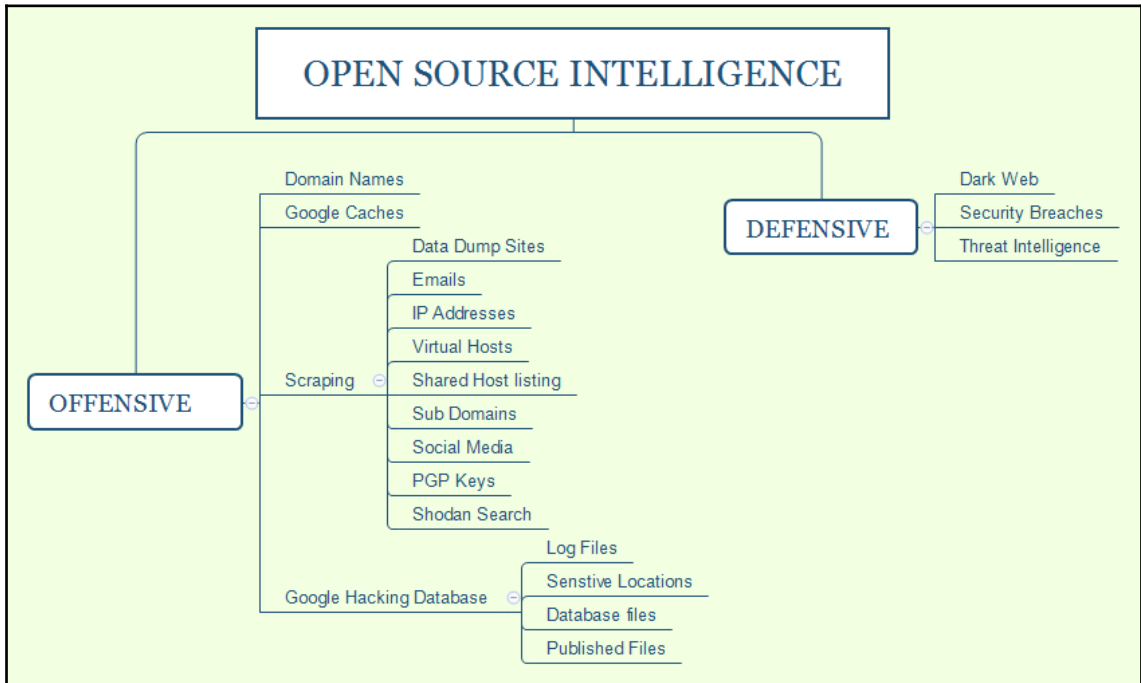 OPEN SOURCE INTELLIGENCE
Domain Names
Google Caches
Data Dump Sites
Emails
IP Addresses
Virtual Hosts
Scraping
Shared Host listing
Sub Domains
Social Media
PGP Keys
Shodan Search
OFFENSIVE
Log Files
Senstive Locations
Google Hacking Database
Database files
Published Files
DEFENSIVE
Dark Web
Security Breaches
Threat Intelligence